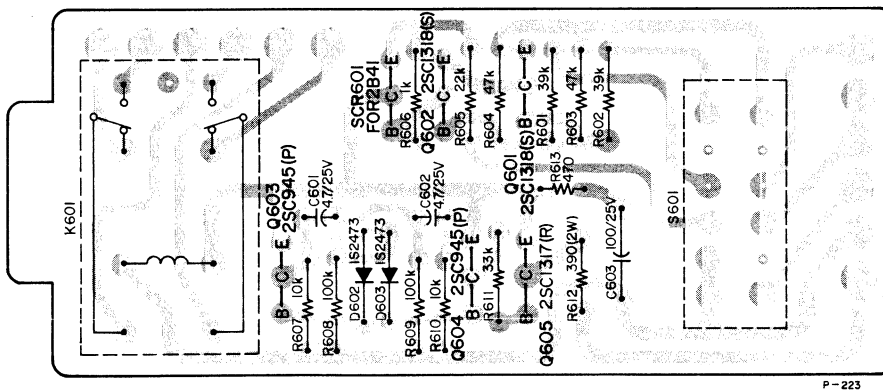 K601
Q603
2SC945(P)
B—C—E
R607 10k
R608 100k
C601
47/25V
D602 1S2473
D603 1S2473
SCR601
FOR2B41
B C E
R606 1k
Q602 2SC1318(S)
B—C—E
R605 22k
R604 47k
C602
47/25V
R609 100k
R610 10k
Q604 2SC945(P)
B—C—E
R611 33k
Q601
2SC1318(S)
B—C—E
R601 39k
R603 47k
R602 39k
R613
470
Q605 2SC1317(R)
B—C—E
R612 390(2W)
C603 100/25V
S601
P-223